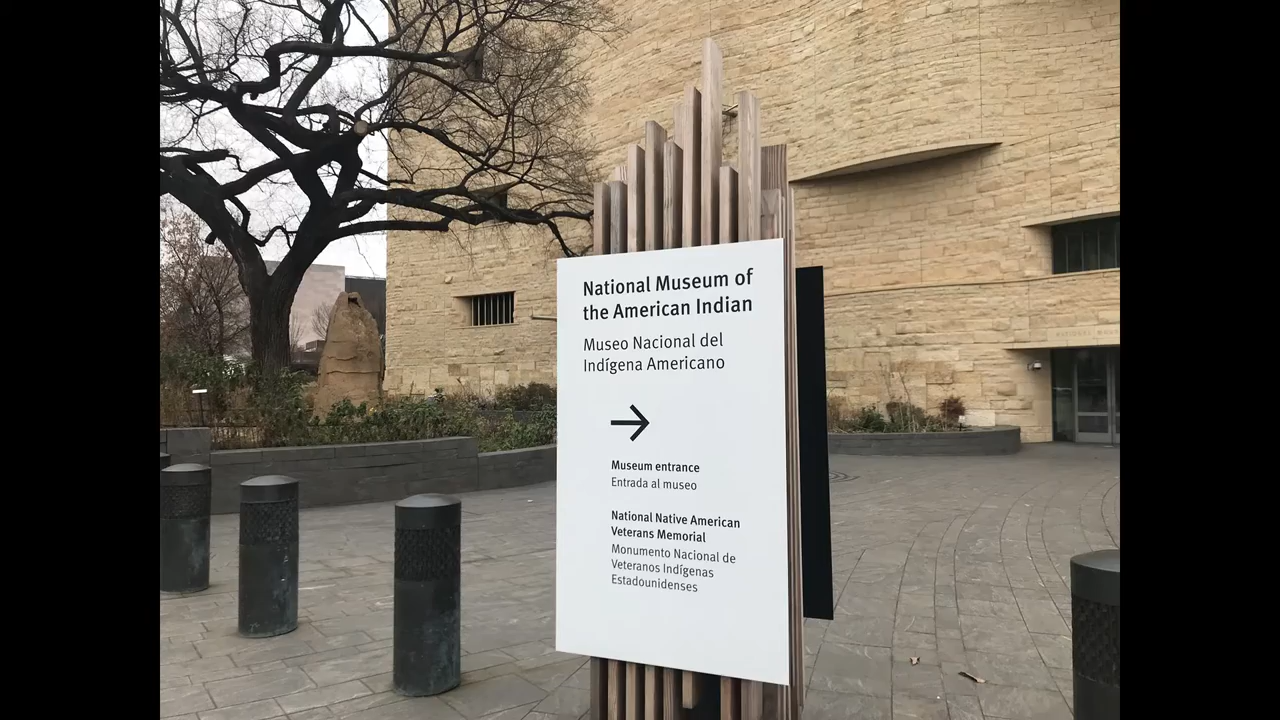 National Museum of
the American Indian
Museo Nacional del
Indígena Americano
Museum entrance
Entrada al museo
National Native American
Veterans Memorial
Monumento Nacional de
Veteranos Indígenas
Estadounidenses